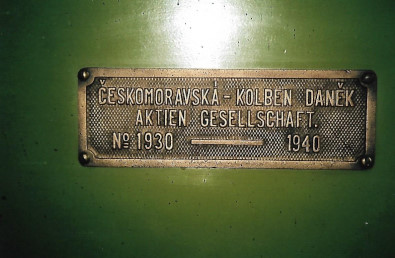 ČESKOMORAVSKÁ - KOLBEN DANĚK
AKTIEN GESELLSCHAFT.
No. 1930 — 1940